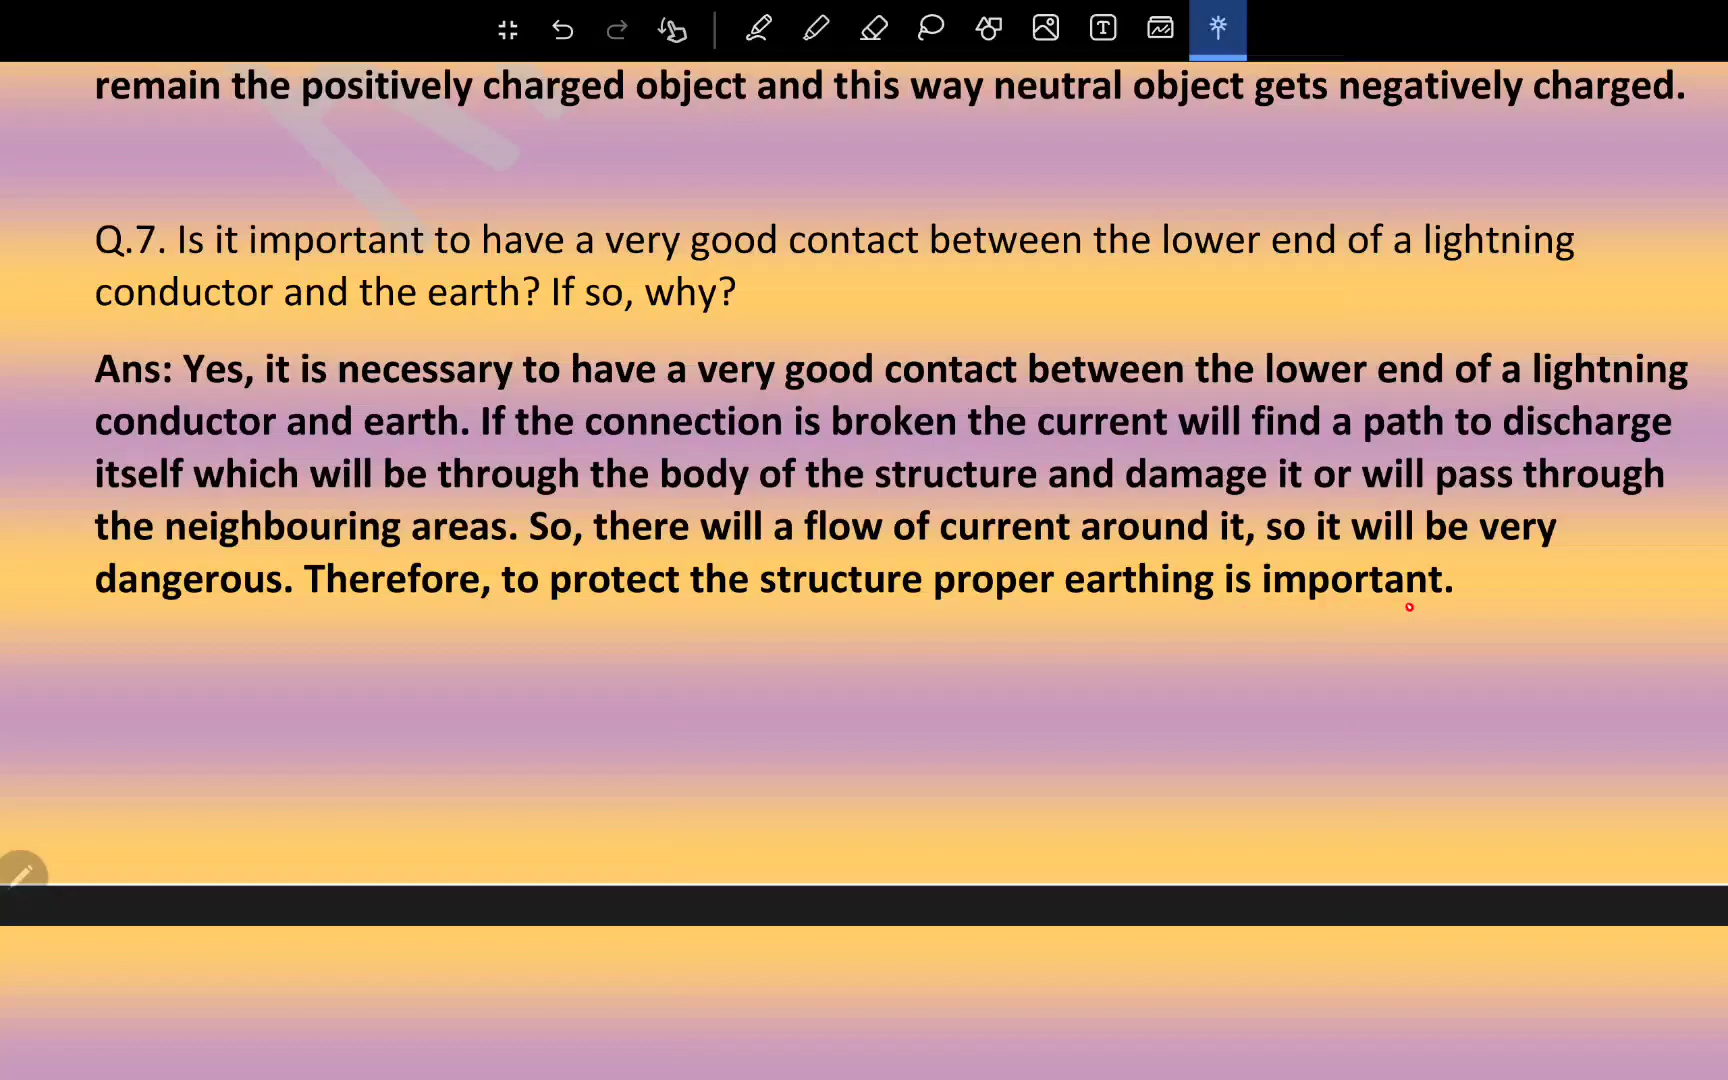 remain the positively charged object and this way neutral object gets negatively charged.
Q.7. Is it important to have a very good contact between the lower end of a lightning
conductor and the earth? If so, why?
Ans: Yes, it is necessary to have a very good contact between the lower end of a lightning
conductor and earth. If the connection is broken the current will find a path to discharge
itself which will be through the body of the structure and damage it or will pass through
the neighbouring areas. So, there will a flow of current around it, so it will be very
dangerous. Therefore, to protect the structure proper earthing is important.